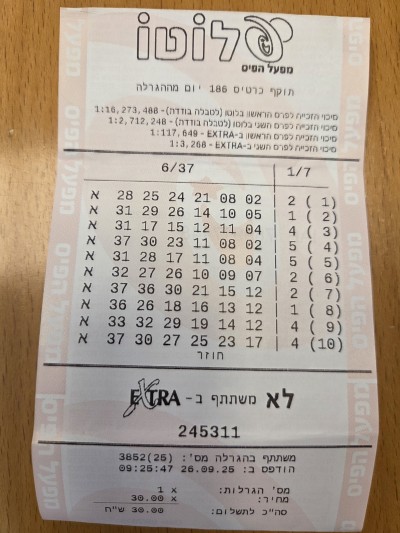 לוטו
מפעל הפיס
תוקף כרטיס 186 יום מההגרלה
סיכוי הזכייה לפרס הראשון בלוטו (לטבלה בודדת) - 1:16,273,488
סיכוי הזכייה לפרס השני בלוטו (לטבלה בודדת) - 1:2,712,248
סיכוי הזכייה לפרס הראשון ב-EXTRA - 1:117,649
סיכוי הזכייה לפרס השני ב-EXTRA - 1:3,268
6/37 1/7
א 28 25 24 21 08 02 | 2 ( 1)
א 31 29 26 14 10 05 | 1 ( 2)
א 31 17 15 12 11 04 | 4 ( 3)
א 37 30 23 11 08 02 | 5 ( 4)
א 31 28 17 11 08 04 | 5 ( 5)
א 32 27 26 10 09 07 | 2 ( 6)
א 37 36 30 21 15 12 | 2 ( 7)
א 36 26 18 16 13 12 | 1 ( 8)
א 33 32 29 19 14 12 | 4 ( 9)
א 37 30 27 25 23 17 | 4 (10)
חוזר
לא משתתף ב- EXTRA
245311
משתתף בהגרלה מס': 3852(25)
הודפס ב: 26.09.25 09:25:47
מס' הגרלות: x 1
מחיר: 30.00
סה"כ לתשלום: 30.00 ש"ח